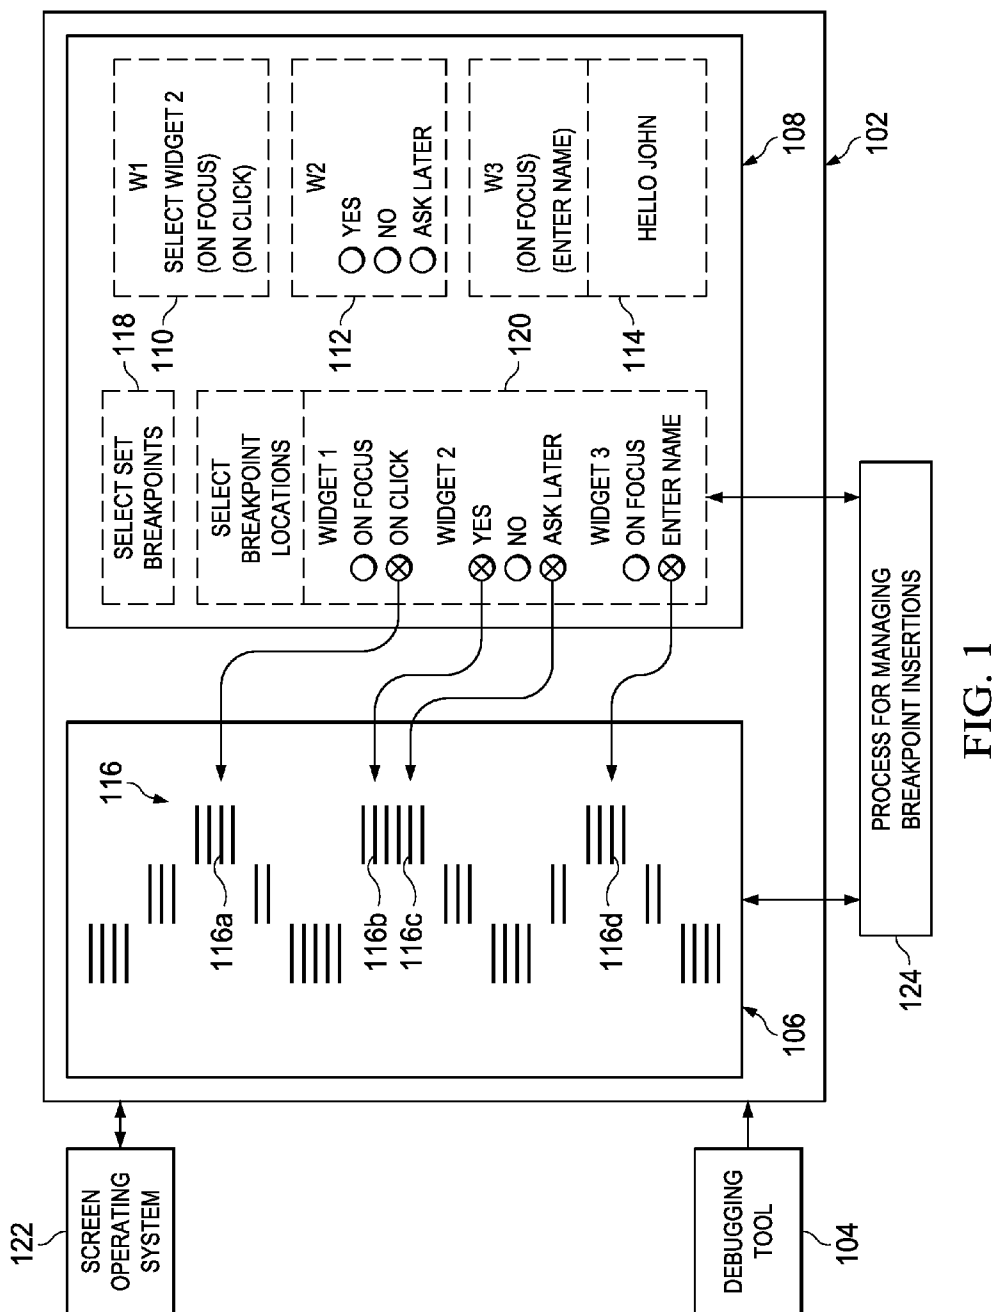 122
SCREEN
OPERATING
SYSTEM
DEBUGGING
TOOL
104
116
116a
116b
116c
116d
106
SELECT SET
BREAKPOINTS
118
SELECT
BREAKPOINT
LOCATIONS
WIDGET 1
ON FOCUS
ON CLICK
WIDGET 2
YES
NO
ASK LATER
WIDGET 3
ON FOCUS
ENTER NAME
120
W1
SELECT WIDGET 2
(ON FOCUS)
(ON CLICK)
110
W2
YES
NO
ASK LATER
112
W3
(ON FOCUS)
(ENTER NAME)
HELLO JOHN
114
108
102
PROCESS FOR MANAGING
BREAKPOINT INSERTIONS
124
FIG. 1